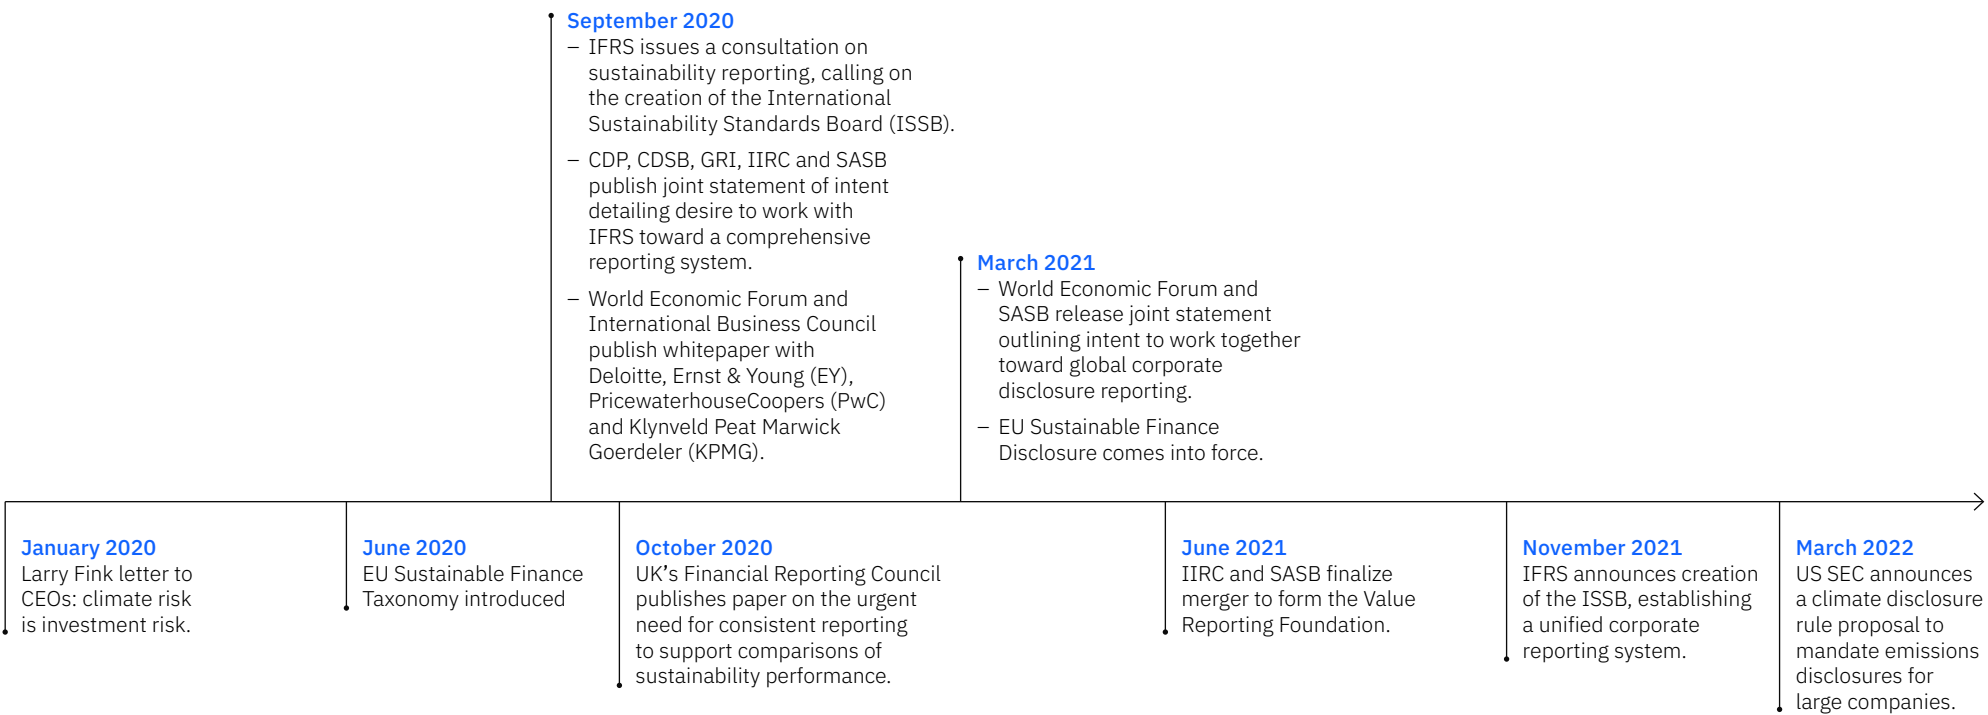 September 2020
– IFRS issues a consultation on
sustainability reporting, calling on
the creation of the International
Sustainability Standards Board (ISSB).
– CDP, CDSB, GRI, IIRC and SASB
publish joint statement of intent
detailing desire to work with
IFRS toward a comprehensive
reporting system.
– World Economic Forum and
International Business Council
publish whitepaper with
Deloitte, Ernst & Young (EY),
PricewaterhouseCoopers (PwC)
and Klynveld Peat Marwick
Goerdeler (KPMG).
March 2021
– World Economic Forum and
SASB release joint statement
outlining intent to work together
toward global corporate
disclosure reporting.
– EU Sustainable Finance
Disclosure comes into force.
January 2020
Larry Fink letter to
CEOs: climate risk
is investment risk.
June 2020
EU Sustainable Finance
Taxonomy introduced
October 2020
UK's Financial Reporting Council
publishes paper on the urgent
need for consistent reporting
to support comparisons of
sustainability performance.
June 2021
IIRC and SASB finalize
merger to form the Value
Reporting Foundation.
November 2021
IFRS announces creation
of the ISSB, establishing
a unified corporate
reporting system.
March 2022
US SEC announces
a climate disclosure
rule proposal to
mandate emissions
disclosures for
large companies.